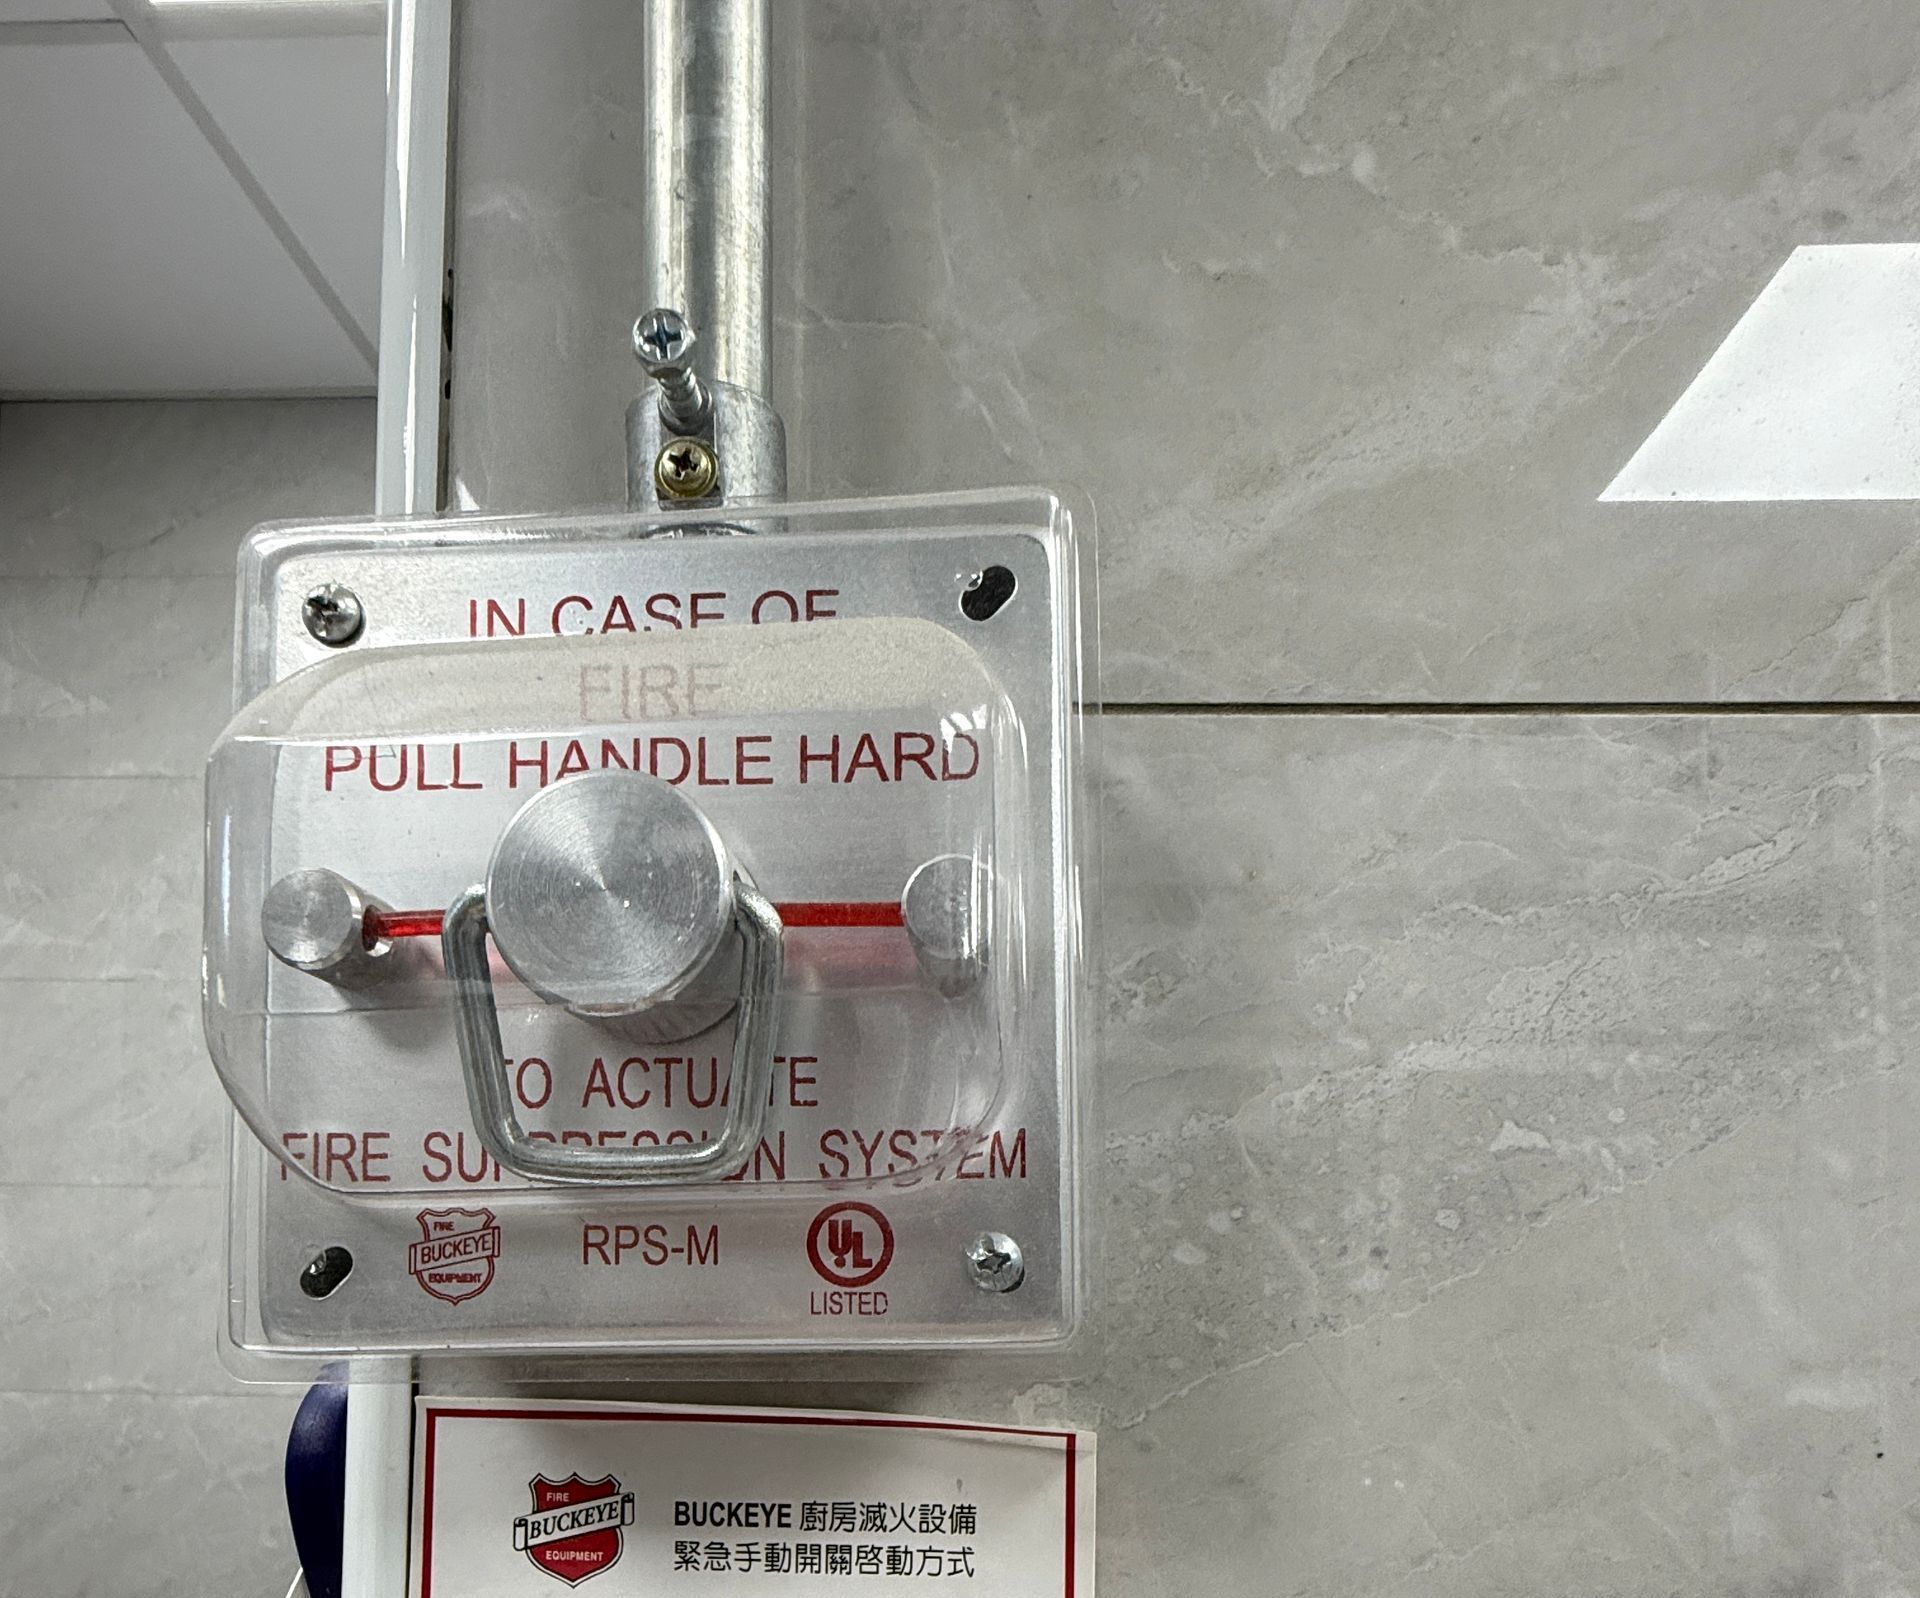 IN CASE OF
FIRE
PULL HANDLE HARD
TO ACTUATE
FIRE SUPPRESSION SYSTEM
FIRE
BUCKEYE
EQUIPMENT
RPS-M
UL
LISTED
FIRE
BUCKEYE
EQUIPMENT
BUCKEYE 廚房滅火設備
緊急手動開關啓動方式